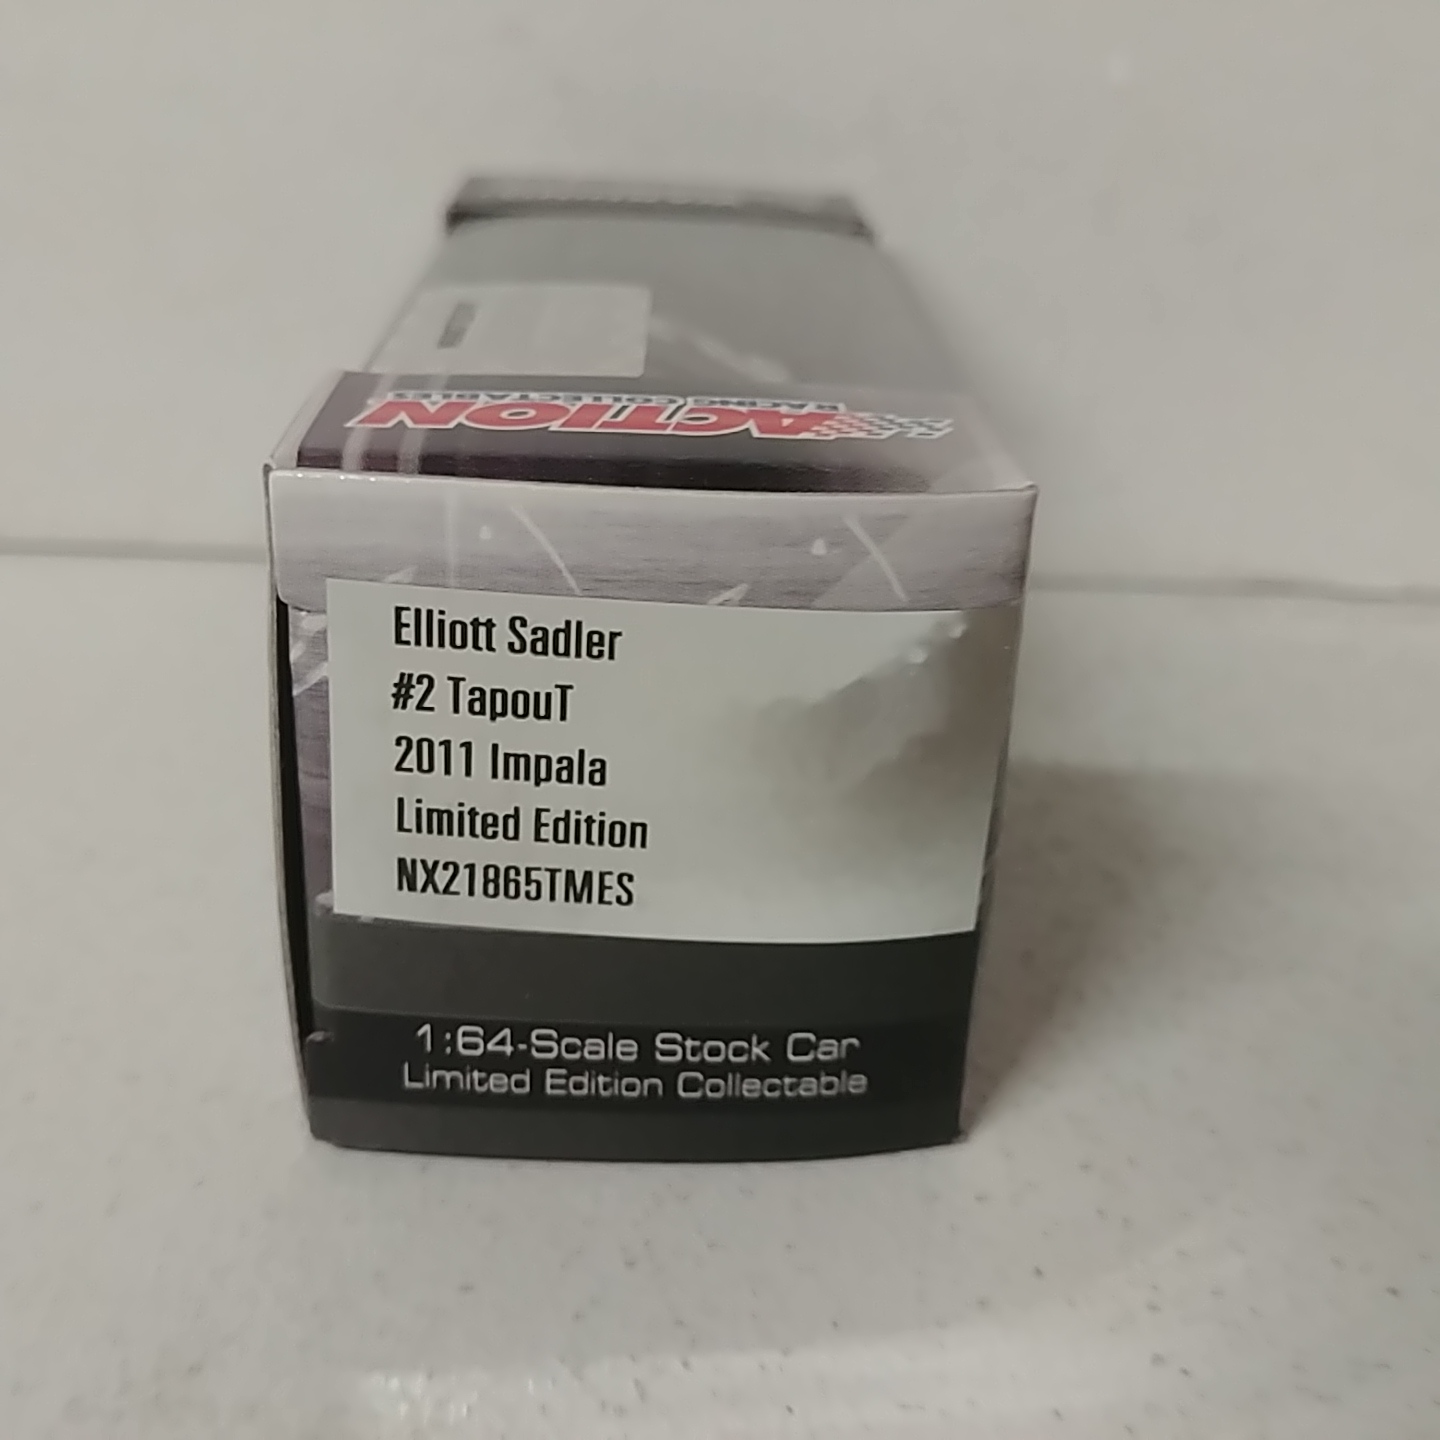 ACTION
RACING COLLECTABLES
Elliott Sadler
#2 TapouT
2011 Impala
Limited Edition
NX21865TMES
1:64-Scale Stock Car
Limited Edition Collectable